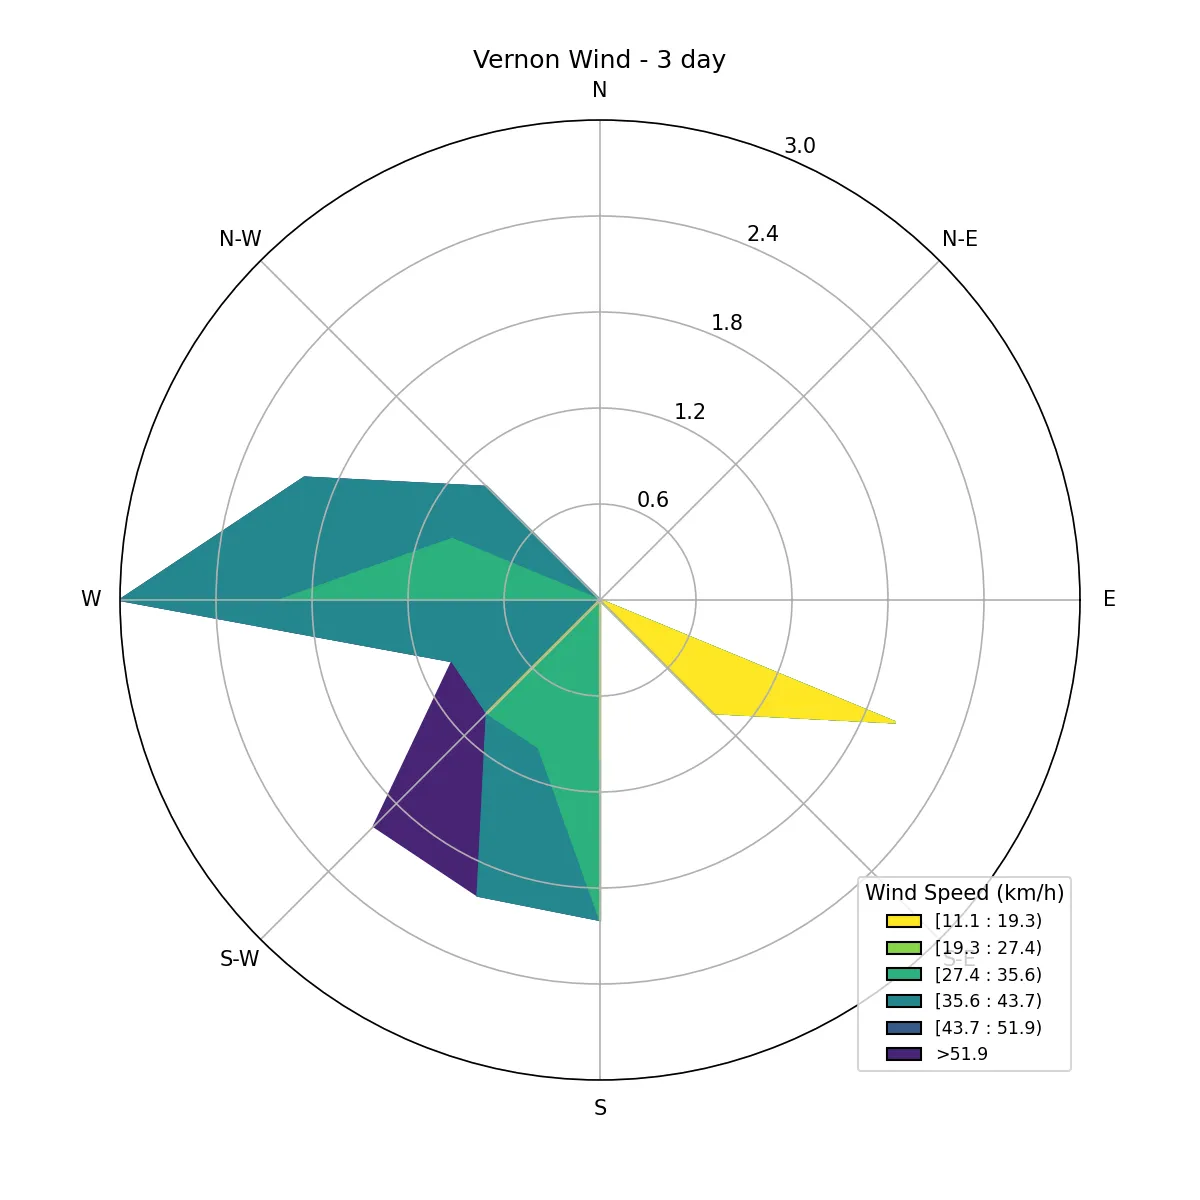 Vernon Wind - 3 day
N
3.0
N-W
N-E
2.4
1.8
1.2
0.6
W
E
S-W
S-E
S
Wind Speed (km/h)
[11.1 : 19.3)
[19.3 : 27.4)
[27.4 : 35.6)
[35.6 : 43.7)
[43.7 : 51.9)
>51.9